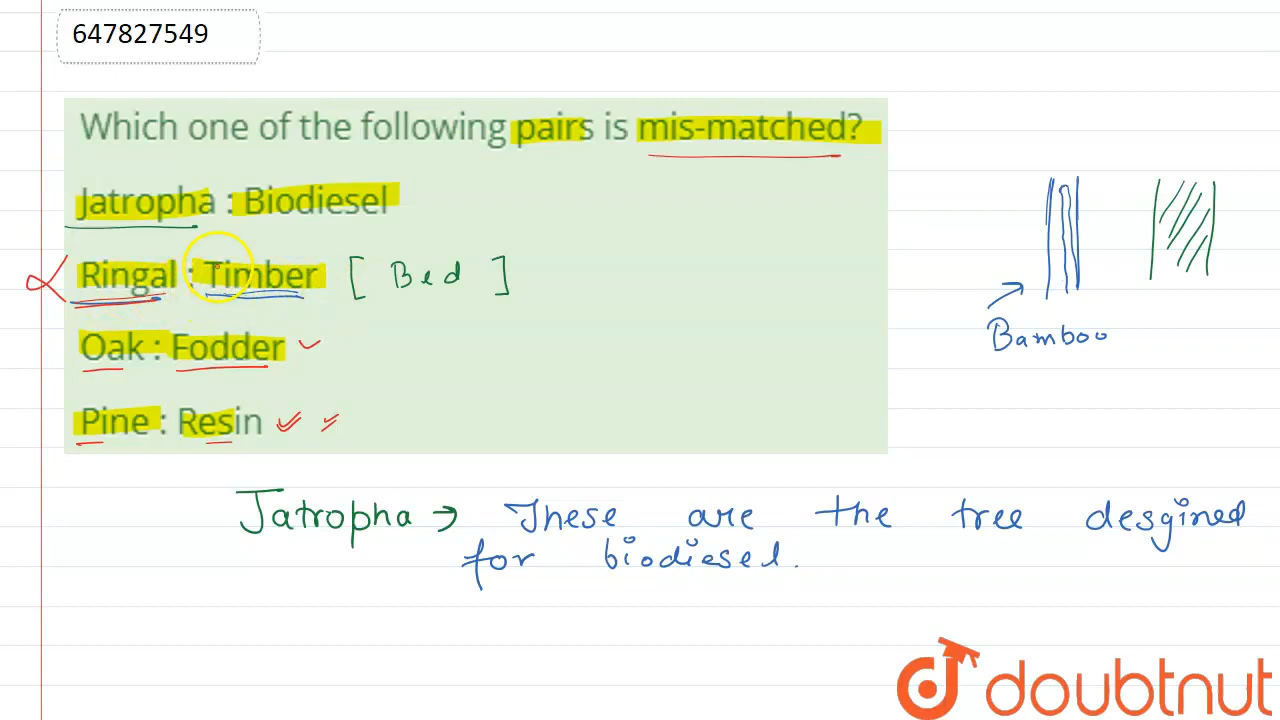 647827549
Which one of the following pairs is mis-matched?
Jatropha : Biodiesel
Ringal : Timber [ Bed ]
Oak : Fodder
Pine : Resin
Bamboo
Jatropha → These are the tree desgined
for biodiesel.
doubtnut